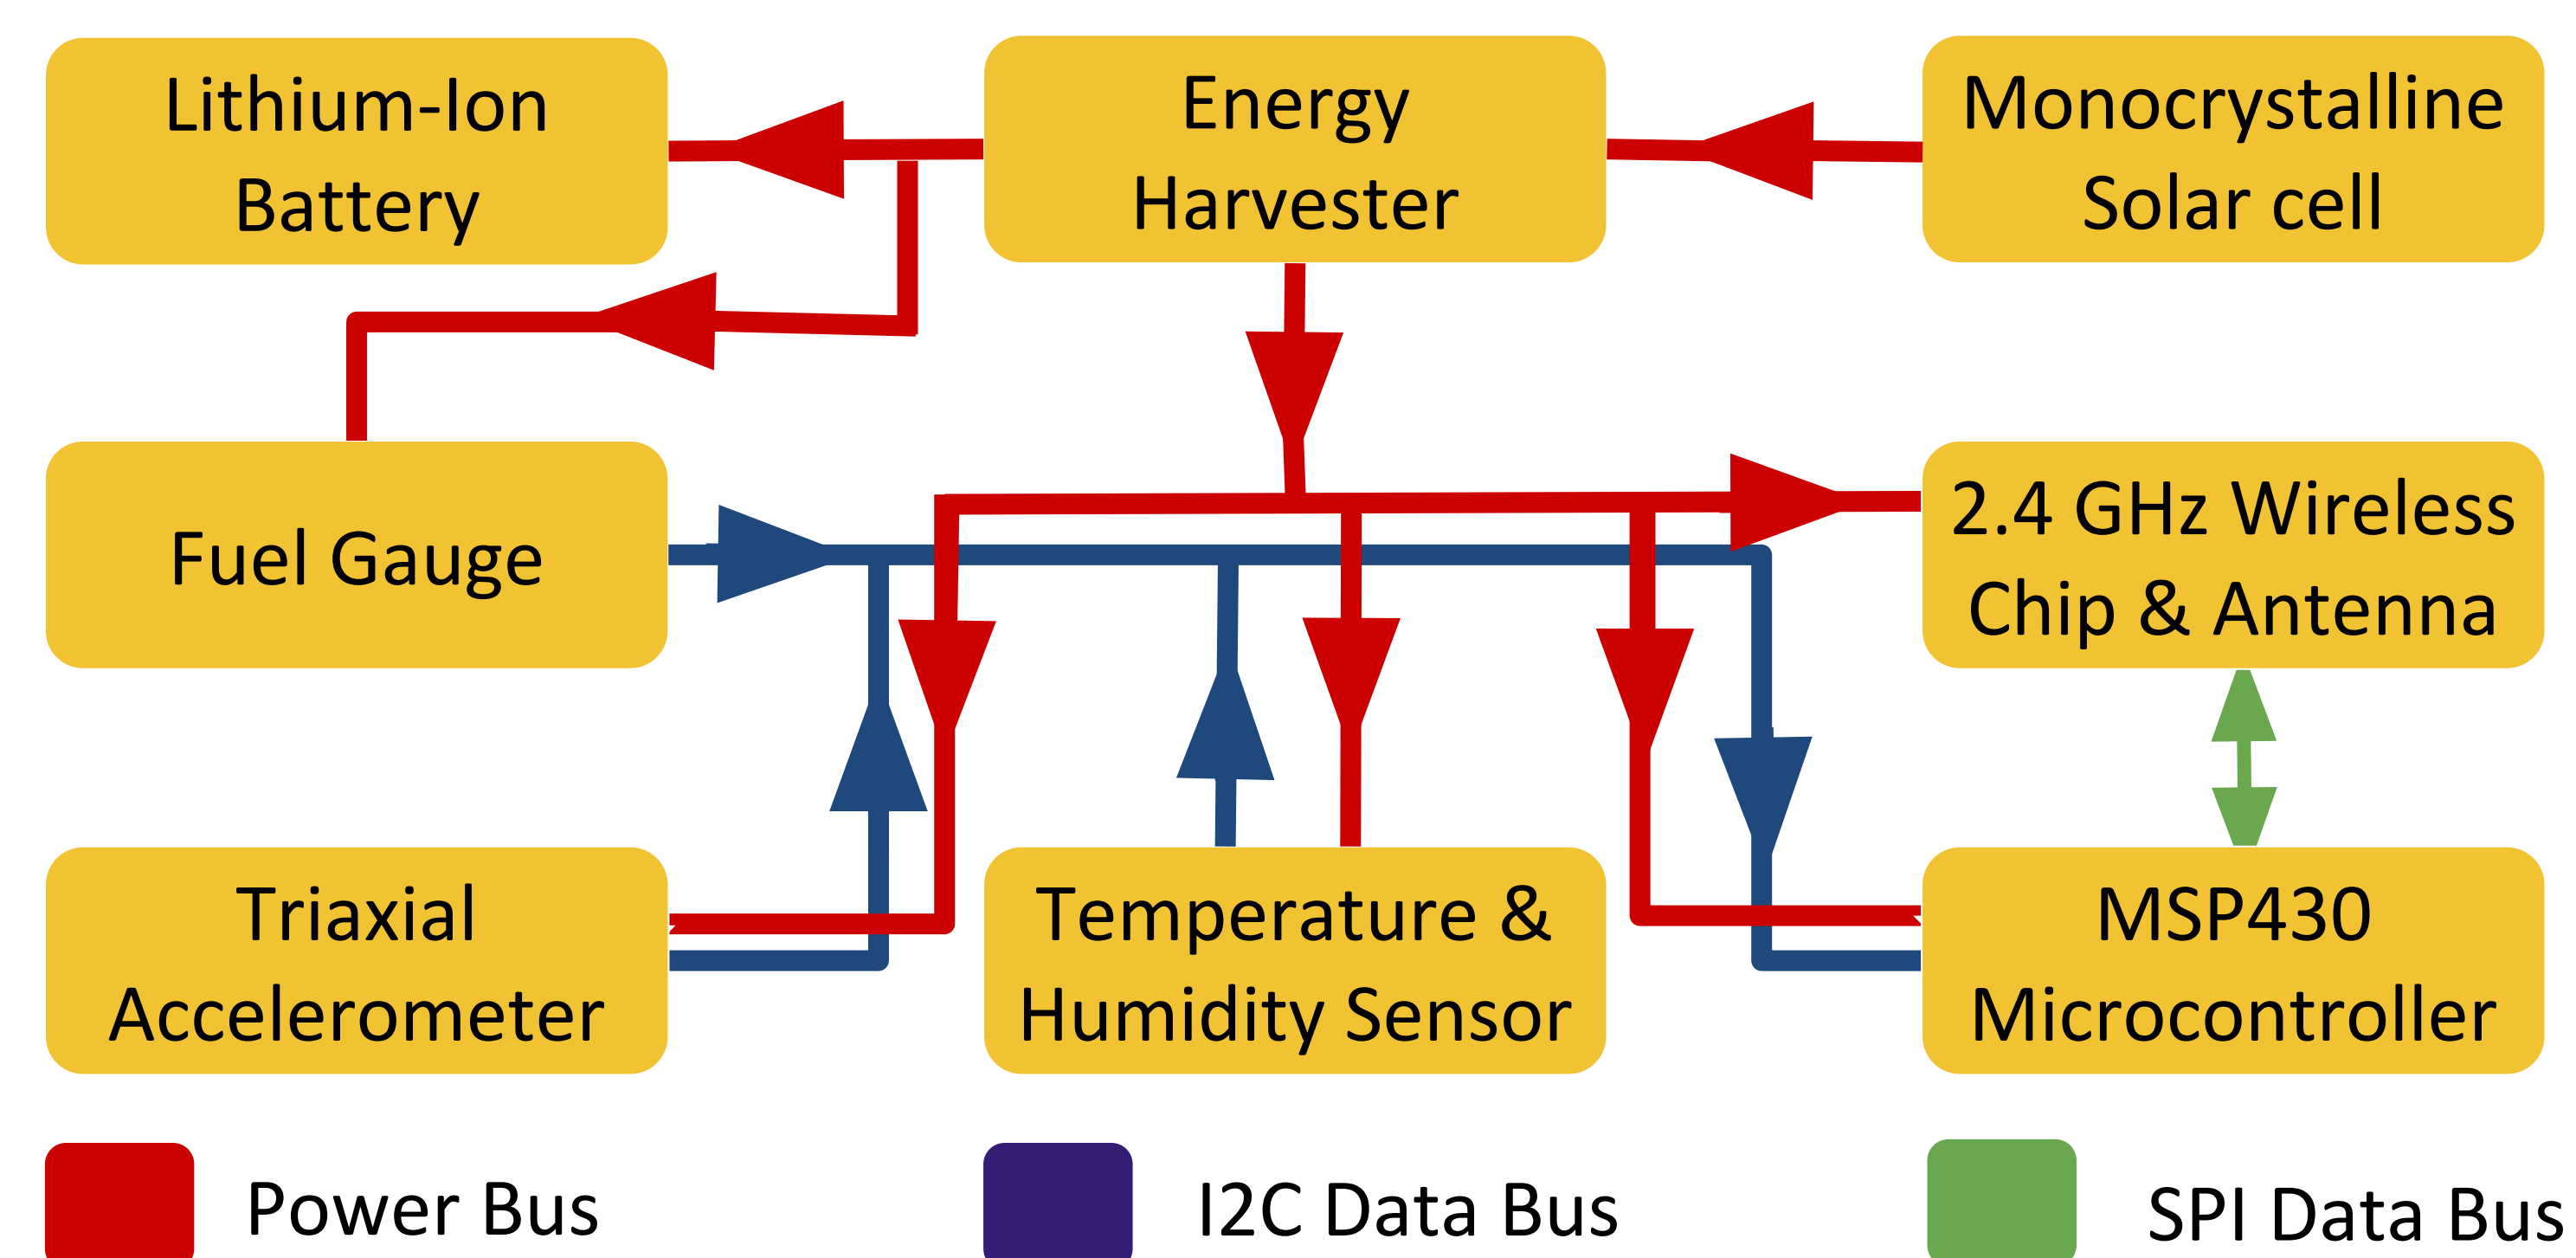 Lithium-Ion
Battery
Energy
Harvester
Monocrystalline
Solar cell
Fuel Gauge
2.4 GHz Wireless
Chip & Antenna
Triaxial
Accelerometer
Temperature &
Humidity Sensor
MSP430
Microcontroller
Power Bus
I2C Data Bus
SPI Data Bus